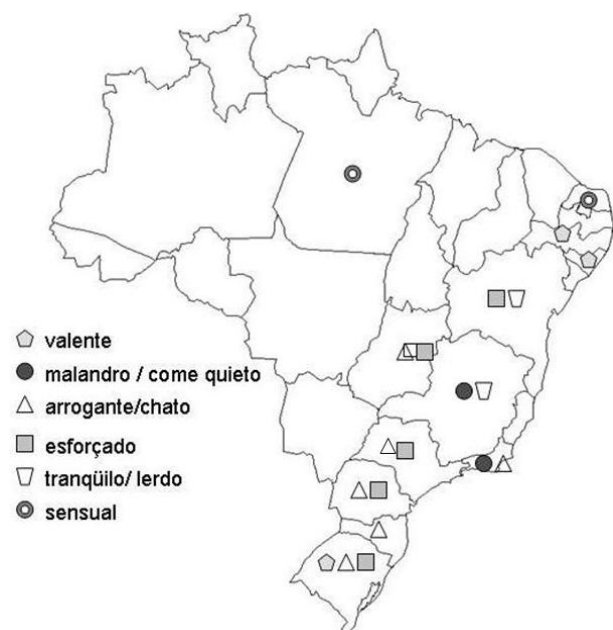 valente
malandro / come quieto
arrogante/chato
esforçado
tranqüilo/ lerdo
sensual